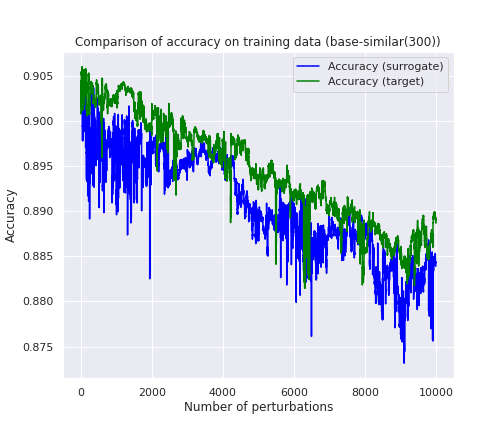 Comparison of accuracy on training data (base-similar(300))
Accuracy (surrogate)
Accuracy (target)
0.905
0.900
0.895
0.890
0.885
0.880
0.875
Accuracy
0 2000 4000 6000 8000 10000
Number of perturbations